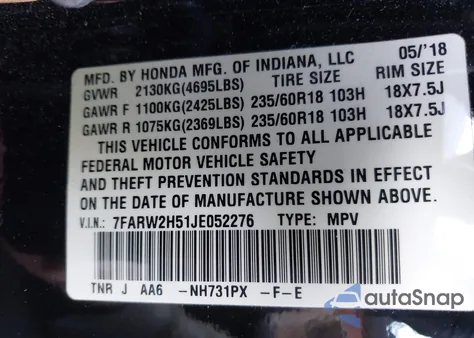 MFD. BY HONDA MFG. OF INDIANA, LLC 05/'18
GVWR 2130KG(4695LBS) TIRE SIZE RIM SIZE
GAWR F 1100KG(2425LBS) 235/60R18 103H 18X7.5J
GAWR R 1075KG(2369LBS) 235/60R18 103H 18X7.5J
THIS VEHICLE CONFORMS TO ALL APPLICABLE
FEDERAL MOTOR VEHICLE SAFETY
AND THEFT PREVENTION STANDARDS IN EFFECT
ON THE DATE OF MANUFACTURE SHOWN ABOVE.
V.I.N.: 7FARW2H51JE052276 TYPE: MPV
TNR J AA6 -NH731PX -F-E
autoSnap